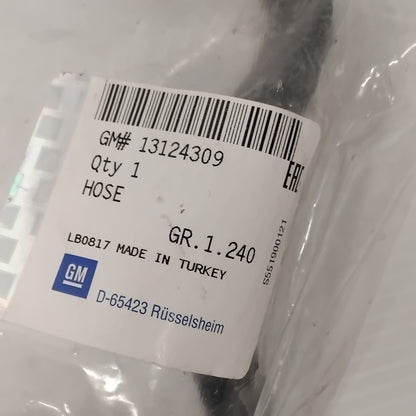 GM# 13124309
Qty 1
HOSE
EAC
GR.1.240
LB0817 MADE IN TURKEY
S551900121
GM
D-65423 Rüsselsheim